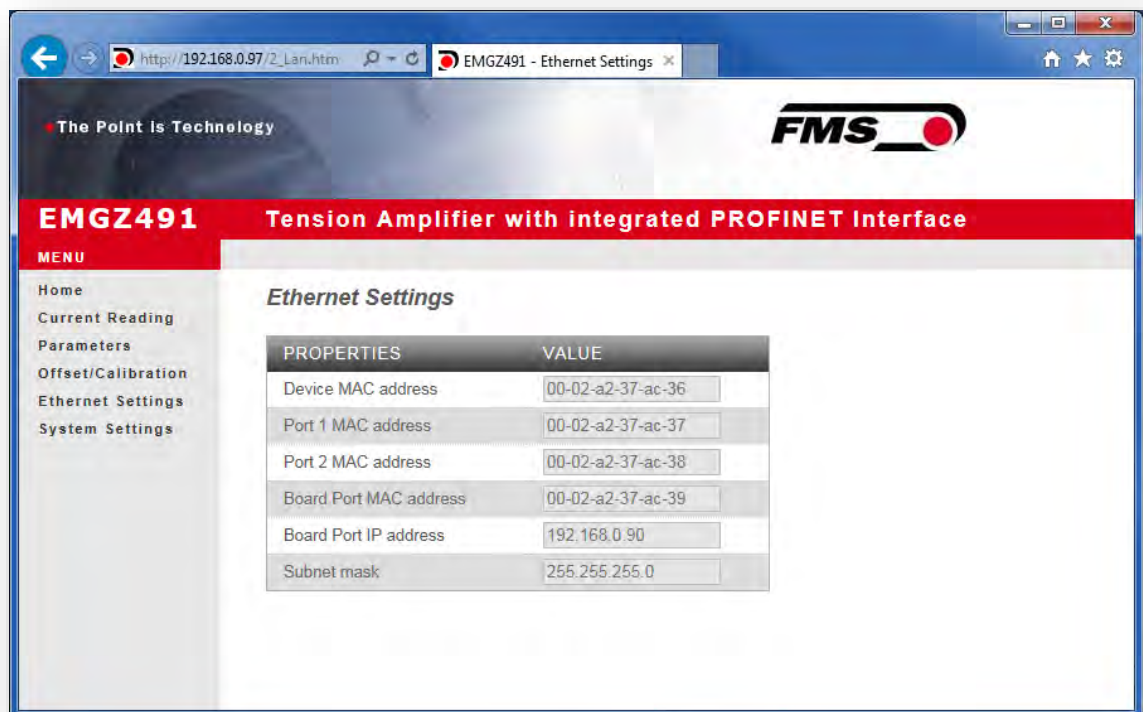 http://192.168.0.97/2_Lan.htm
EMGZ491 - Ethernet Settings
The Point is Technology
FMS
EMGZ491 Tension Amplifier with integrated PROFINET Interface
MENU
Home
Current Reading
Parameters
Offset/Calibration
Ethernet Settings
System Settings
Ethernet Settings
PROPERTIES VALUE
Device MAC address 00-02-a2-37-ac-36
Port 1 MAC address 00-02-a2-37-ac-37
Port 2 MAC address 00-02-a2-37-ac-38
Board Port MAC address 00-02-a2-37-ac-39
Board Port IP address 192.168.0.90
Subnet mask 255.255.255.0